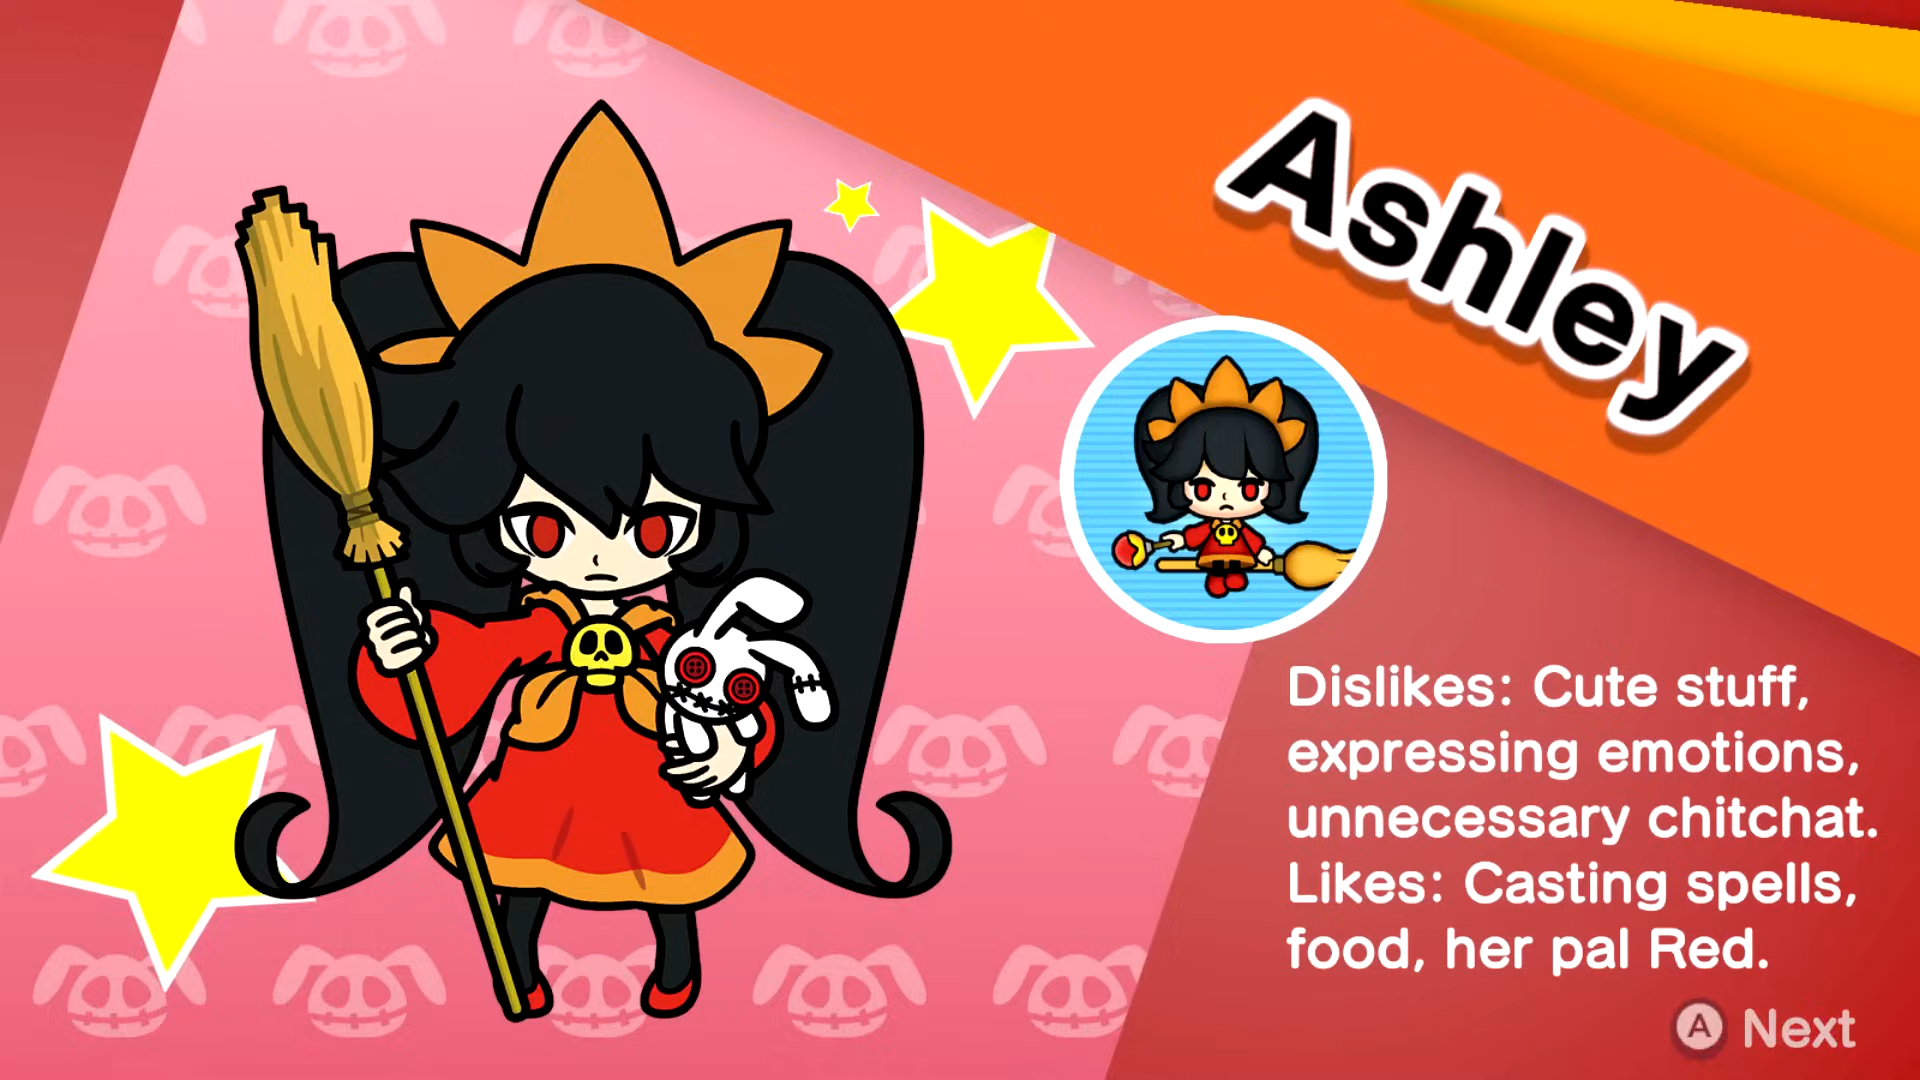 Ashley
Dislikes: Cute stuff,
expressing emotions,
unnecessary chitchat.
Likes: Casting spells,
food, her pal Red.
A Next